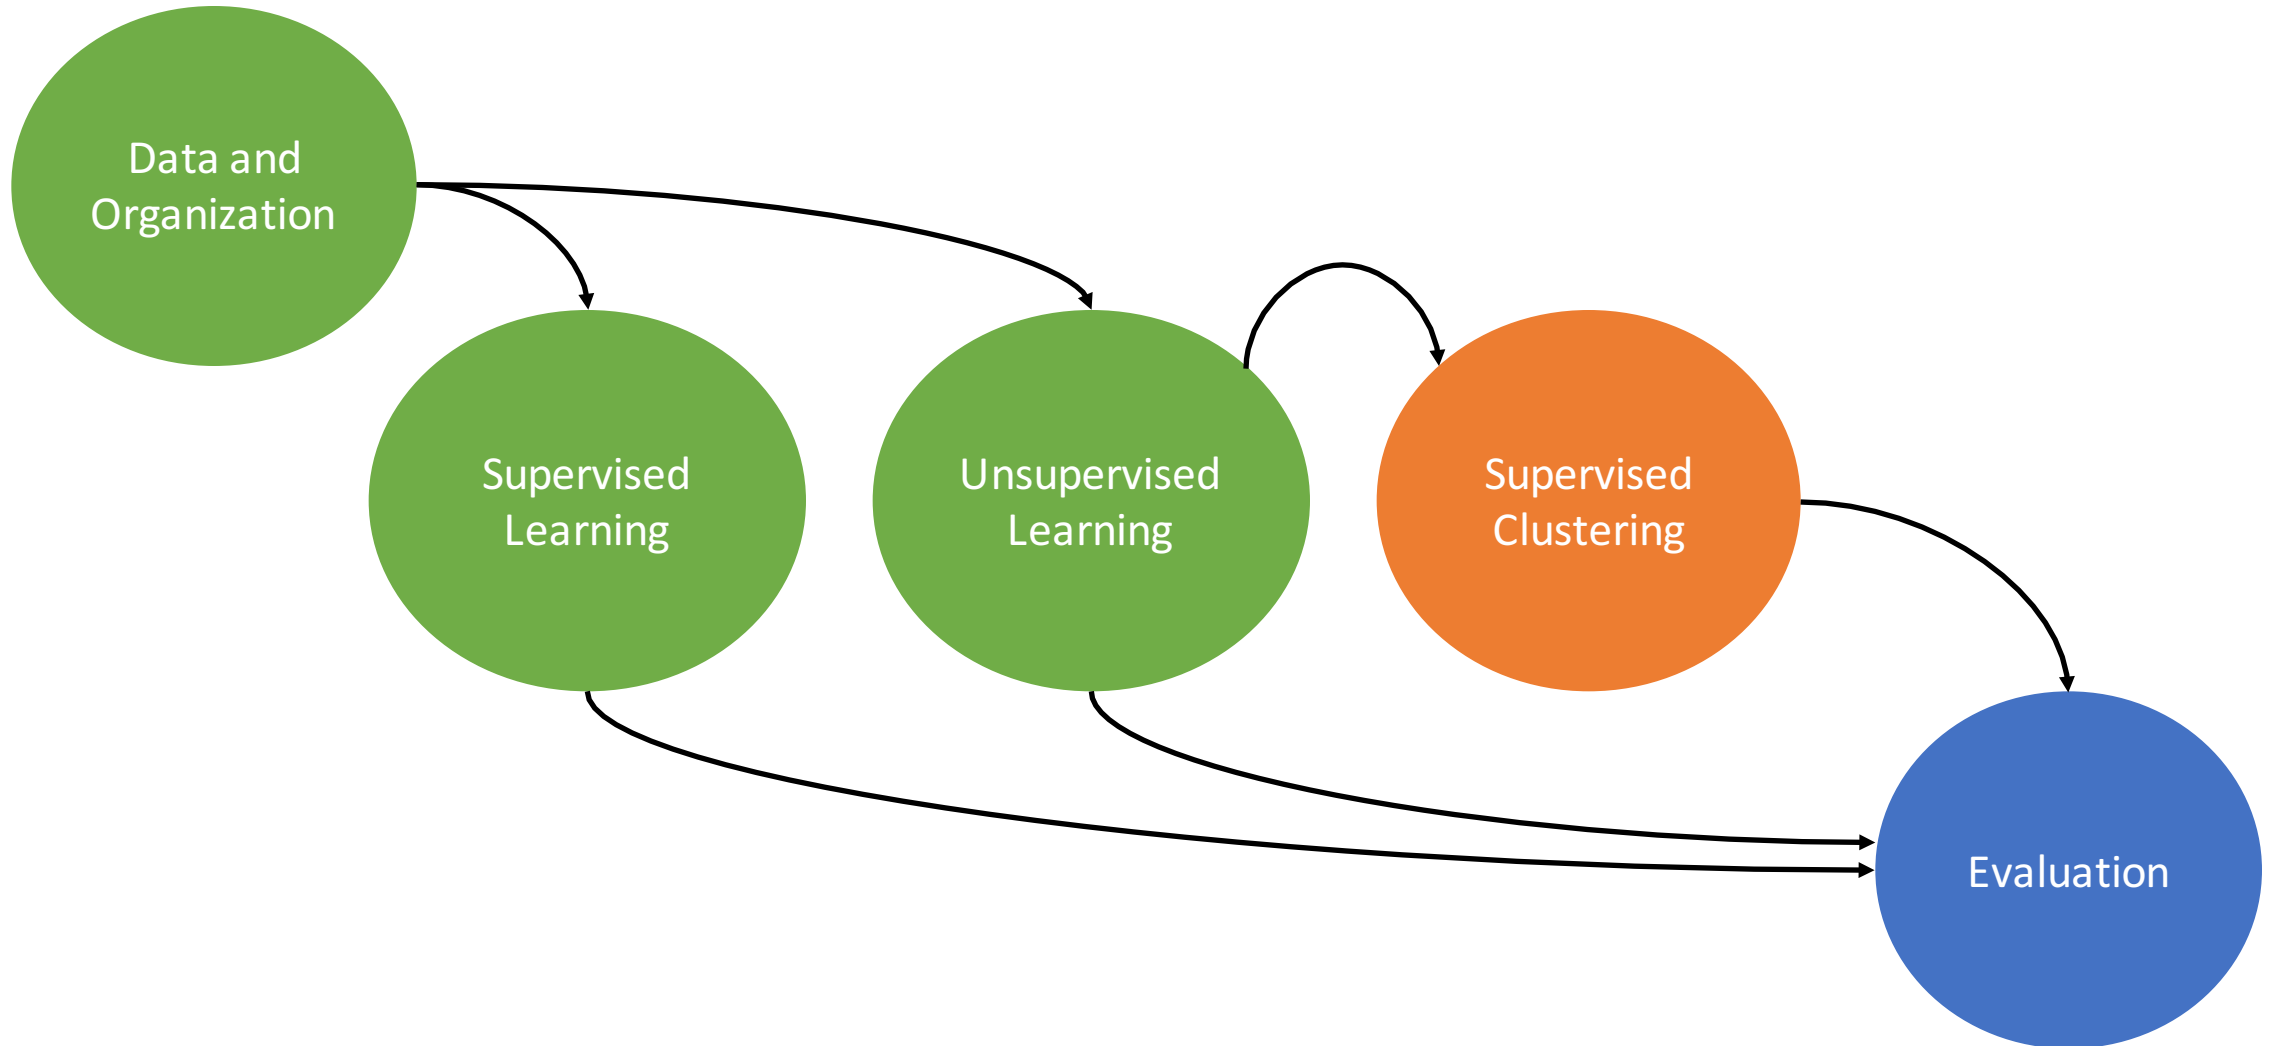 Data and
Organization
Supervised
Learning
Unsupervised
Learning
Supervised
Clustering
Evaluation